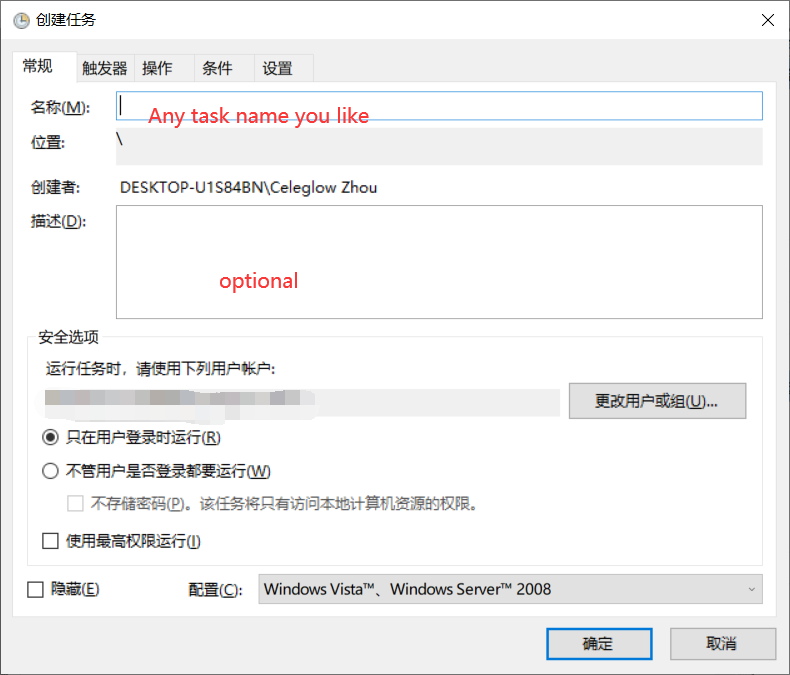 创建任务
常规 触发器 操作 条件 设置
名称(M):
Any task name you like
位置: \
创建者: DESKTOP-U1S84BN\Celeglow Zhou
描述(D):
optional
安全选项
运行任务时，请使用下列用户帐户:
更改用户或组(U)...
只在用户登录时运行(R)
不管用户是否登录都要运行(W)
不存储密码(P)。该任务将只有访问本地计算机资源的权限。
使用最高权限运行(I)
隐藏(E) 配置(C): Windows Vista™、Windows Server™ 2008
确定 取消